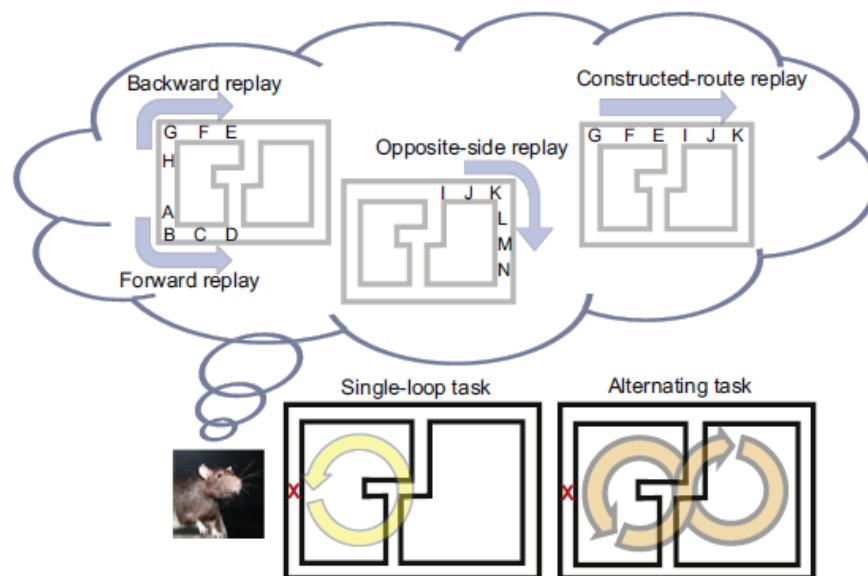 Backward replay
Constructed-route replay
G F E
H
A
B C D
Forward replay
Opposite-side replay
I J K
L
M
N
G F E I J K
Single-loop task
Alternating task
X
X